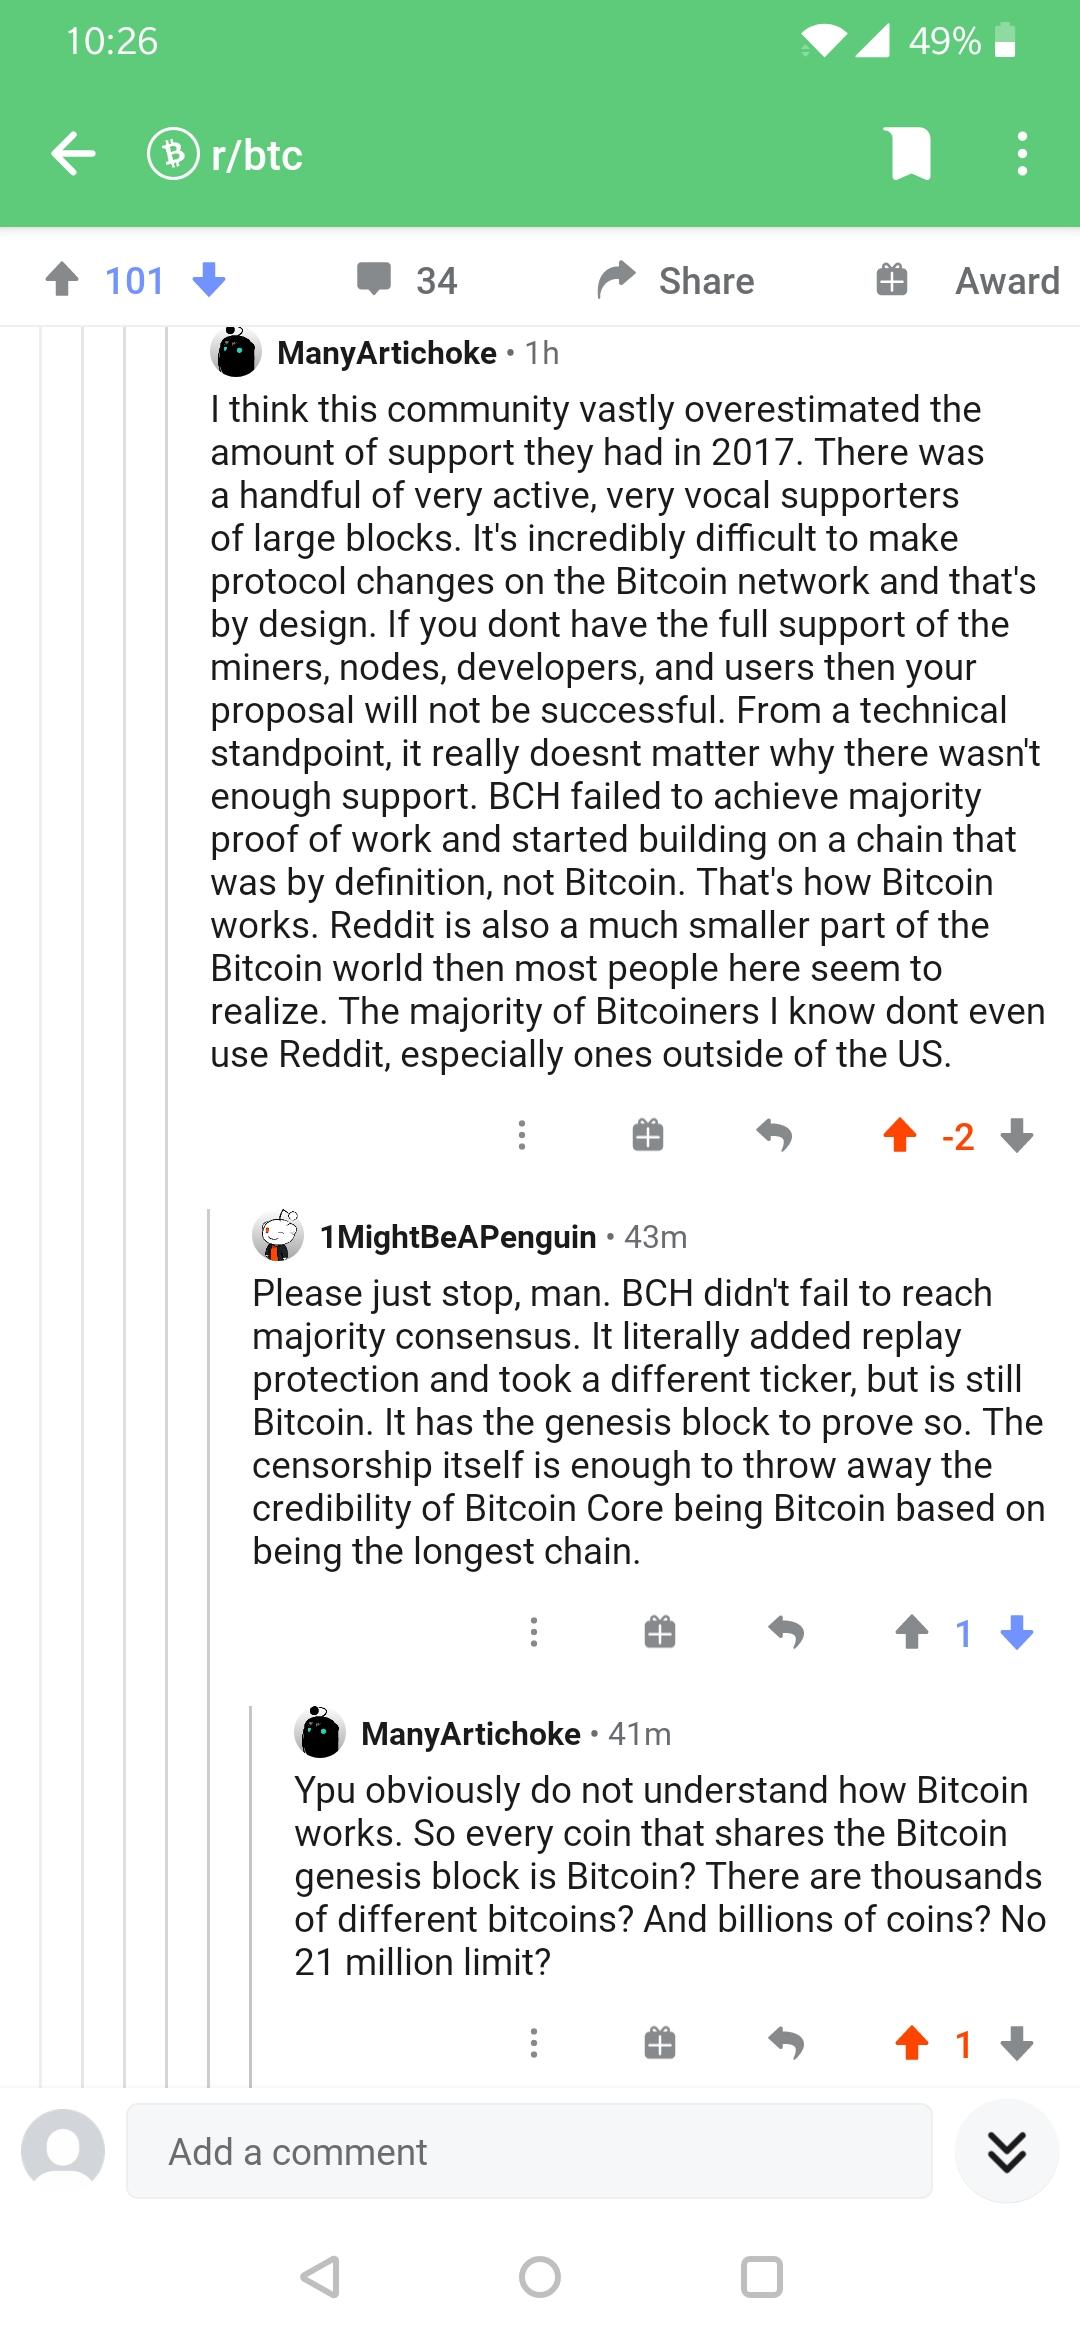 10:26
49%
r/btc
101
34
Share
Award
ManyArtichoke • 1h
I think this community vastly overestimated the
amount of support they had in 2017. There was
a handful of very active, very vocal supporters
of large blocks. It's incredibly difficult to make
protocol changes on the Bitcoin network and that's
by design. If you dont have the full support of the
miners, nodes, developers, and users then your
proposal will not be successful. From a technical
standpoint, it really doesnt matter why there wasn't
enough support. BCH failed to achieve majority
proof of work and started building on a chain that
was by definition, not Bitcoin. That's how Bitcoin
works. Reddit is also a much smaller part of the
Bitcoin world then most people here seem to
realize. The majority of Bitcoiners I know dont even
use Reddit, especially ones outside of the US.
-2
1MightBeAPenguin • 43m
Please just stop, man. BCH didn't fail to reach
majority consensus. It literally added replay
protection and took a different ticker, but is still
Bitcoin. It has the genesis block to prove so. The
censorship itself is enough to throw away the
credibility of Bitcoin Core being Bitcoin based on
being the longest chain.
1
ManyArtichoke • 41m
Ypu obviously do not understand how Bitcoin
works. So every coin that shares the Bitcoin
genesis block is Bitcoin? There are thousands
of different bitcoins? And billions of coins? No
21 million limit?
1
Add a comment